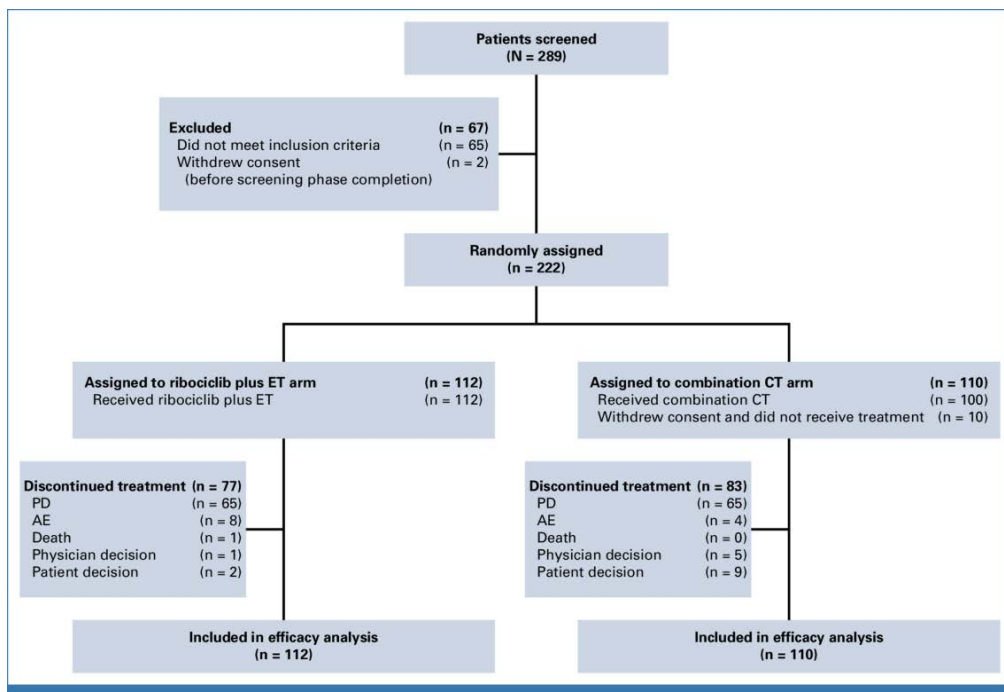 Patients screened
(N = 289)
Excluded (n = 67)
Did not meet inclusion criteria (n = 65)
Withdrew consent (n = 2)
(before screening phase completion)
Randomly assigned
(n = 222)
Assigned to ribociclib plus ET arm (n = 112)
Received ribociclib plus ET (n = 112)
Assigned to combination CT arm (n = 110)
Received combination CT (n = 100)
Withdrew consent and did not receive treatment (n = 10)
Discontinued treatment (n = 77)
PD (n = 65)
AE (n = 8)
Death (n = 1)
Physician decision (n = 1)
Patient decision (n = 2)
Discontinued treatment (n = 83)
PD (n = 65)
AE (n = 4)
Death (n = 0)
Physician decision (n = 5)
Patient decision (n = 9)
Included in efficacy analysis
(n = 112)
Included in efficacy analysis
(n = 110)